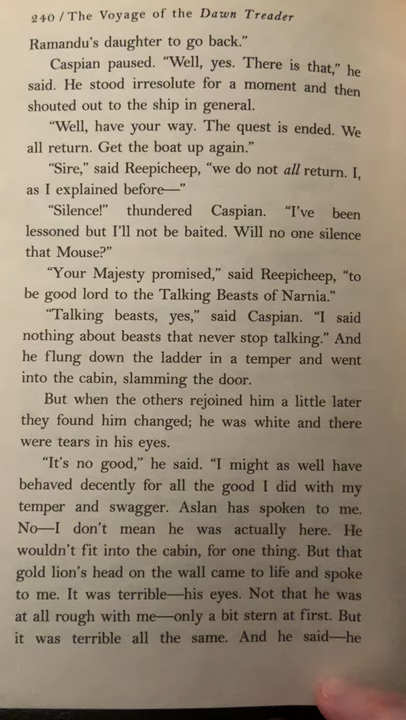 240 / The Voyage of the Dawn Treader
Ramandu's daughter to go back."
Caspian paused. "Well, yes. There is that," he
said. He stood irresolute for a moment and then
shouted out to the ship in general.
"Well, have your way. The quest is ended. We
all return. Get the boat up again."
"Sire," said Reepicheep, "we do not all return. I,
as I explained before—"
"Silence!" thundered Caspian. "I've been
lessoned but I'll not be baited. Will no one silence
that Mouse?"
"Your Majesty promised," said Reepicheep, "to
be good lord to the Talking Beasts of Narnia."
"Talking beasts, yes," said Caspian. "I said
nothing about beasts that never stop talking." And
he flung down the ladder in a temper and went
into the cabin, slamming the door.
But when the others rejoined him a little later
they found him changed; he was white and there
were tears in his eyes.
"It's no good," he said. "I might as well have
behaved decently for all the good I did with my
temper and swagger. Aslan has spoken to me.
No—I don't mean he was actually here. He
wouldn't fit into the cabin, for one thing. But that
gold lion's head on the wall came to life and spoke
to me. It was terrible—his eyes. Not that he was
at all rough with me—only a bit stern at first. But
it was terrible all the same. And he said—he